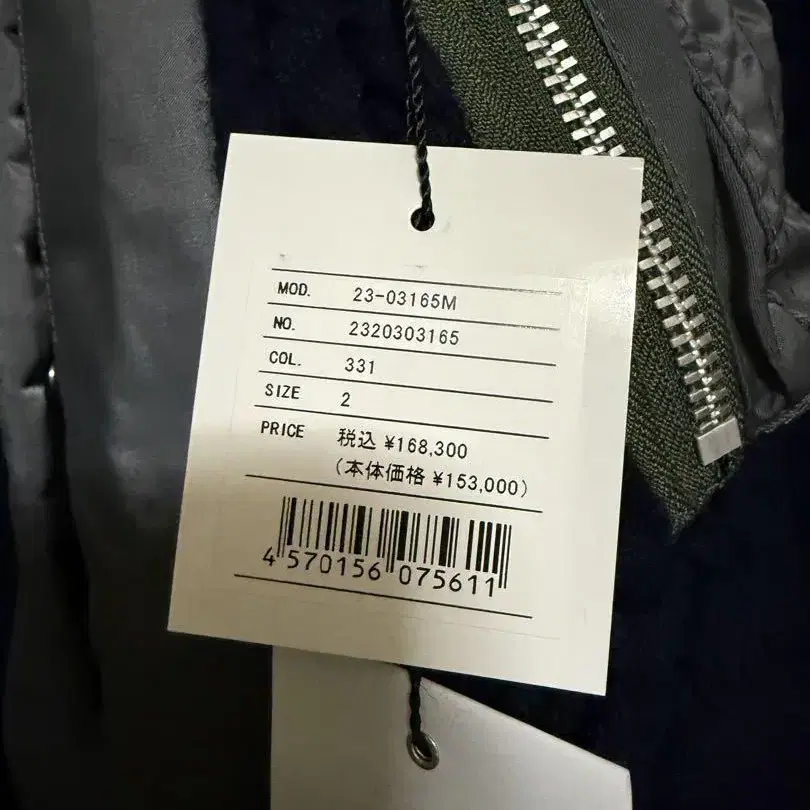 MOD. 23-03165M
NO. 2320303165
COL. 331
SIZE 2
PRICE 税込 ¥168,300
(本体価格 ¥153,000)
4 570156 075611